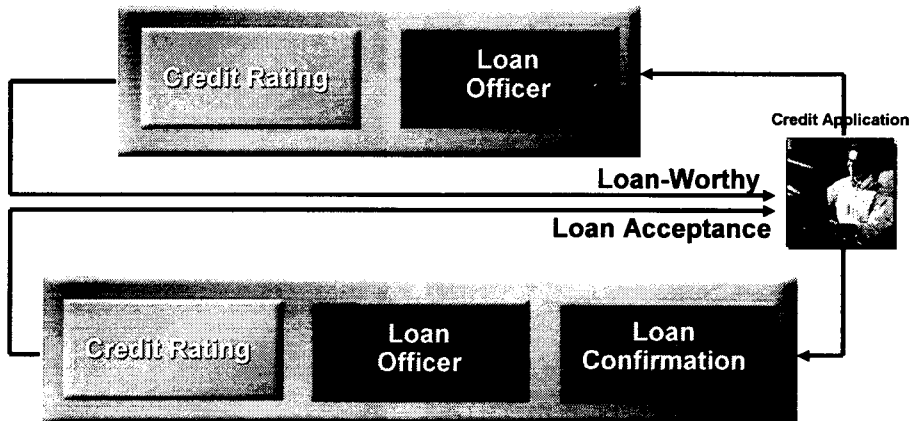 Credit Rating
Loan
Officer
Credit Application
Loan-Worthy
Loan Acceptance
Credit Rating
Loan
Officer
Loan
Confirmation